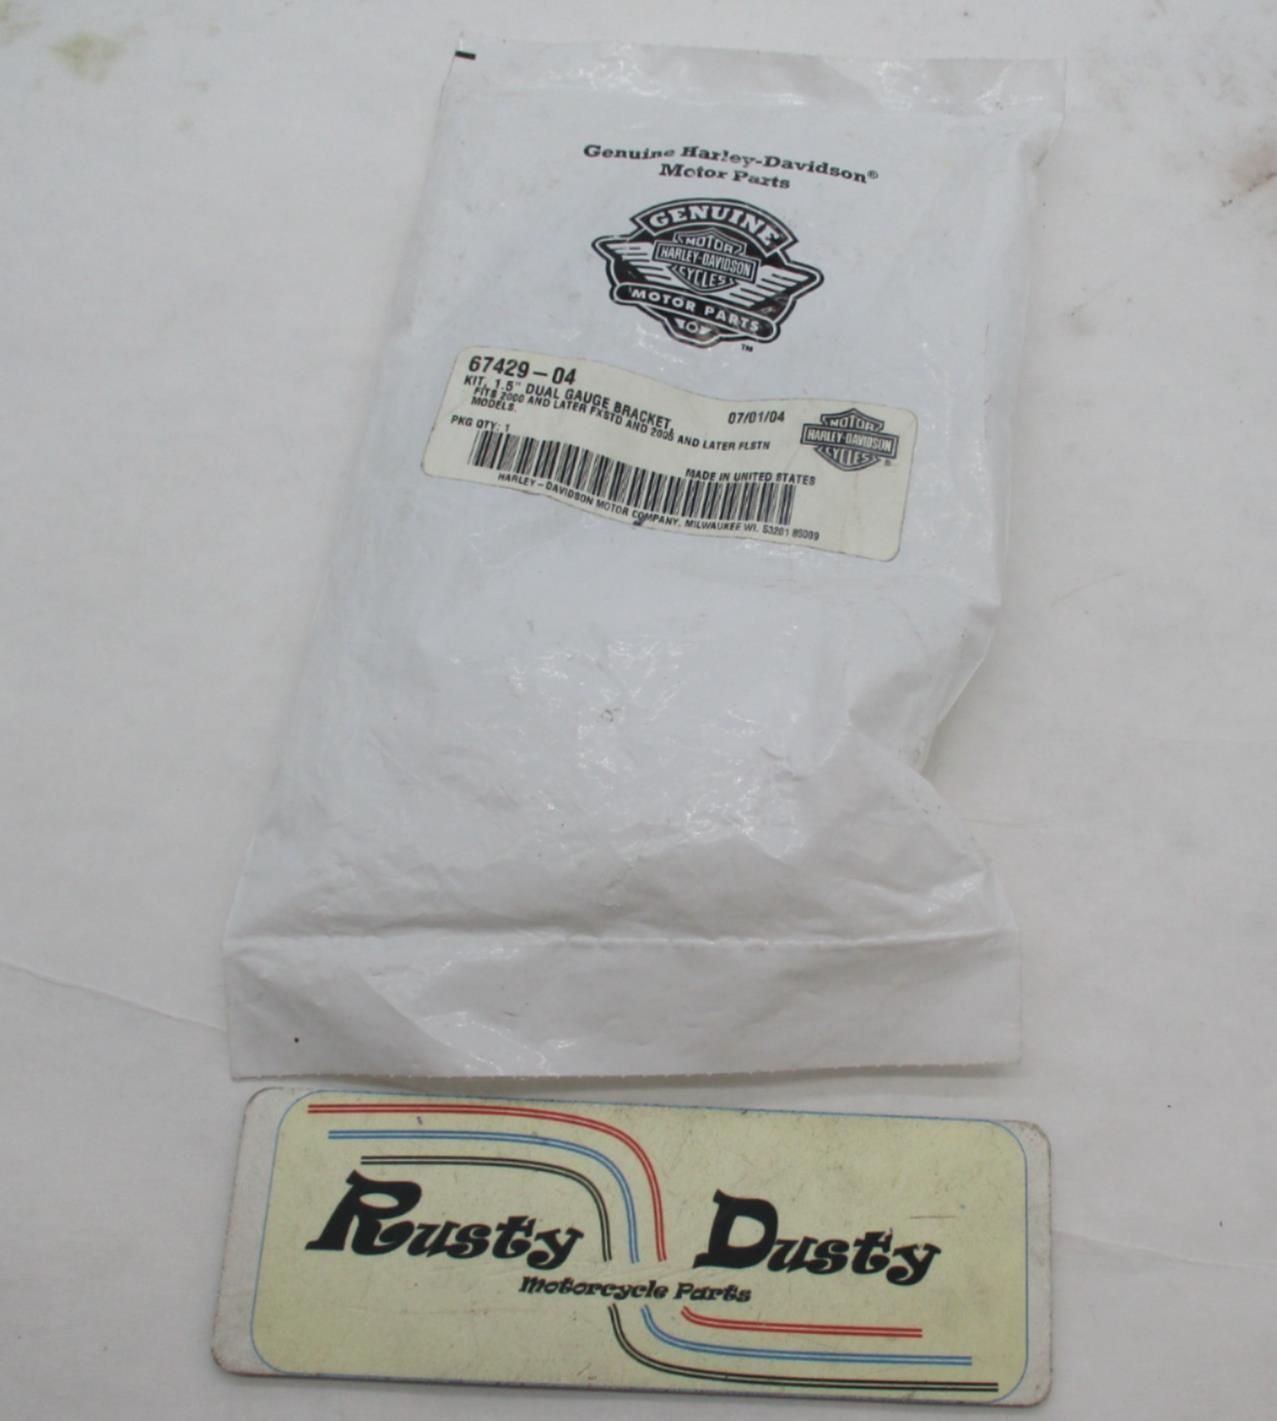 Genuine Harley-Davidson®
Motor Parts
GENUINE
MOTOR
HARLEY-DAVIDSON
CYCLES
MOTOR PARTS
™
67429-04
KIT, 1.5" DUAL GAUGE BRACKET,
FITS 2000 AND LATER FXSTD AND 2005 AND LATER FLSTN
MODELS.
07/01/04
PKG QTY: 1
MADE IN UNITED STATES
HARLEY-DAVIDSON MOTOR COMPANY, MILWAUKEE WI. 53201 85009
MOTOR
HARLEY-DAVIDSON
CYCLES
®
Rusty Dusty
Motorcycle Parts